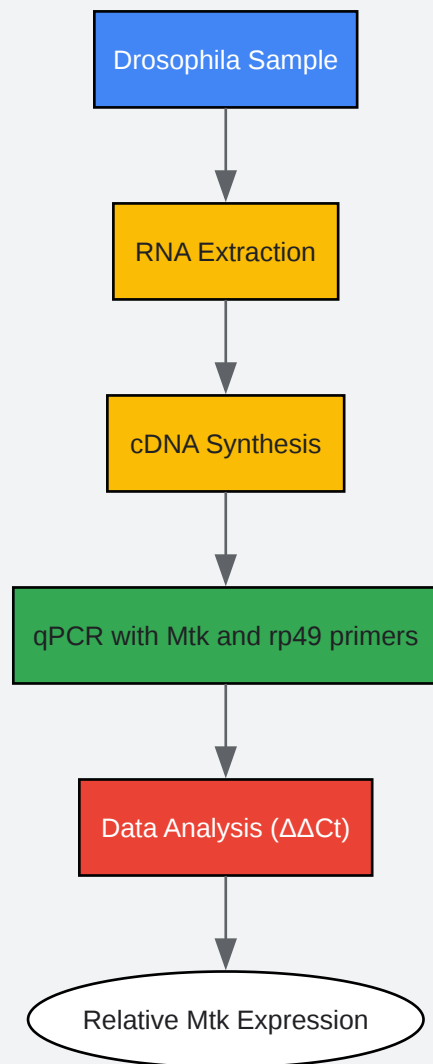 Drosophila Sample
RNA Extraction
cDNA Synthesis
qPCR with Mtk and rp49 primers
Data Analysis (ΔΔCt)
Relative Mtk Expression